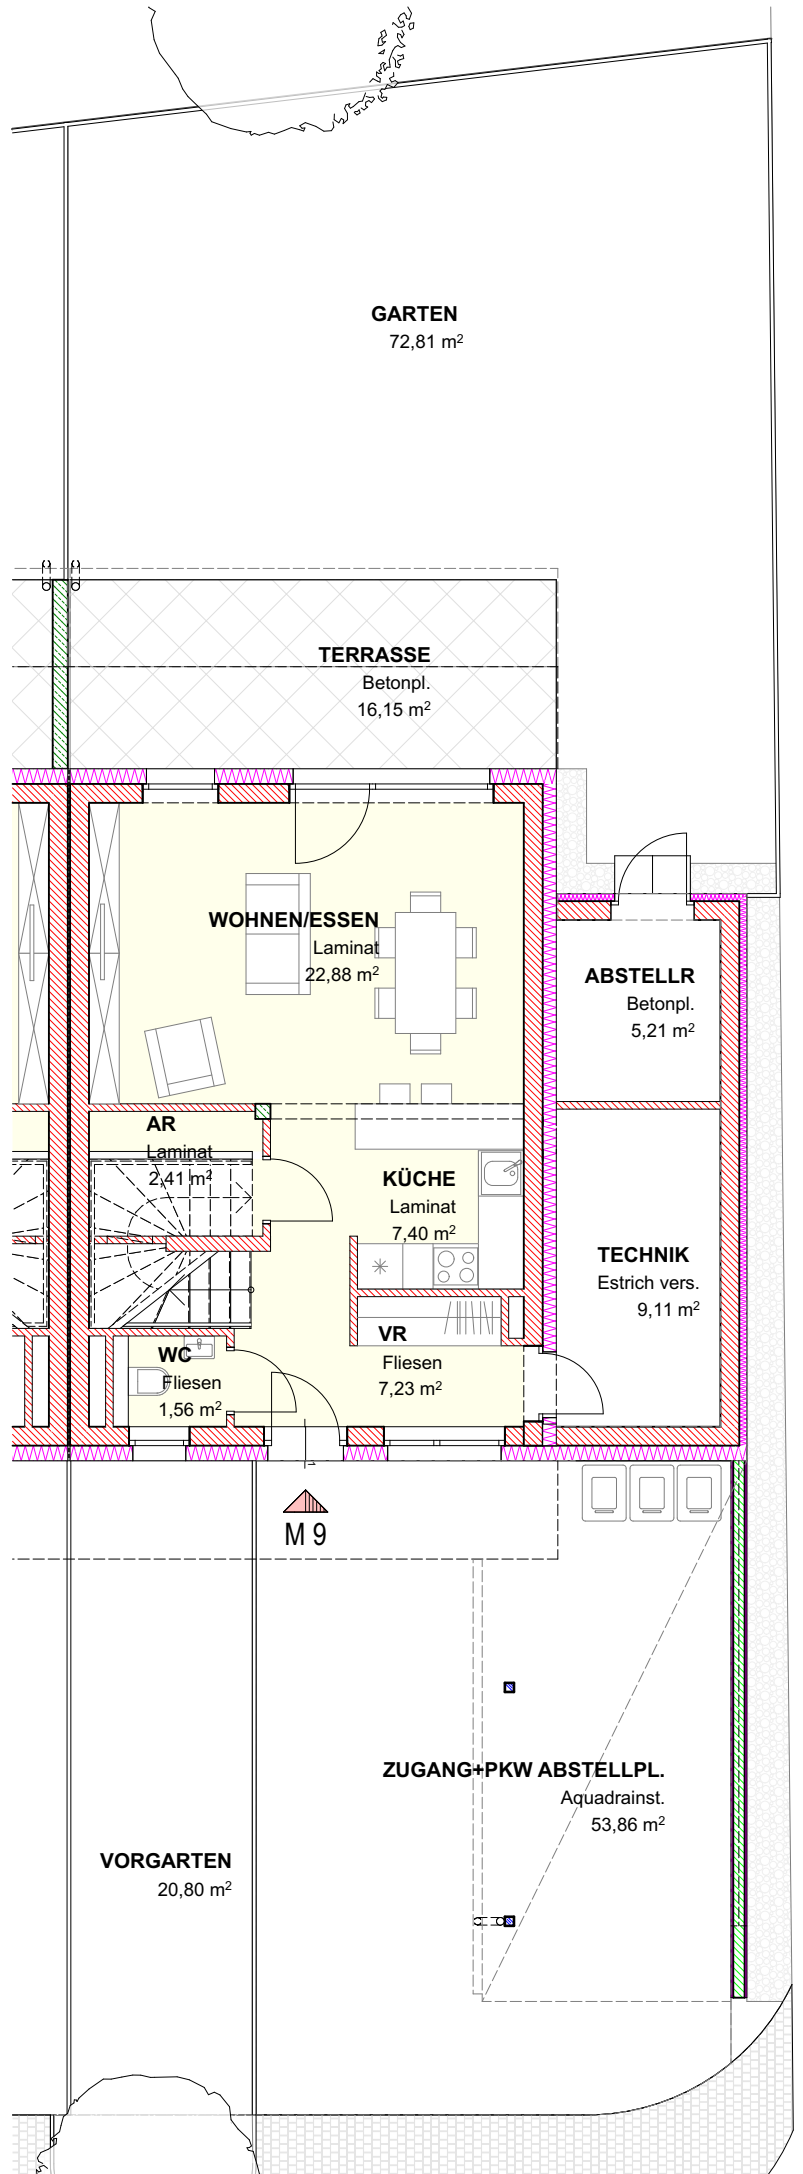 GARTEN
72,81 m²
TERRASSE
Betonpl.
16,15 m²
WOHNEN/ESSEN
Laminat
22,88 m²
ABSTELLR
Betonpl.
5,21 m²
AR
Laminat
2,41 m²
KÜCHE
Laminat
7,40 m²
TECHNIK
Estrich vers.
9,11 m²
VR
Fliesen
7,23 m²
WC
Fliesen
1,56 m²
M 9
ZUGANG+PKW ABSTELLPL.
Aquadrainst.
53,86 m²
VORGARTEN
20,80 m²